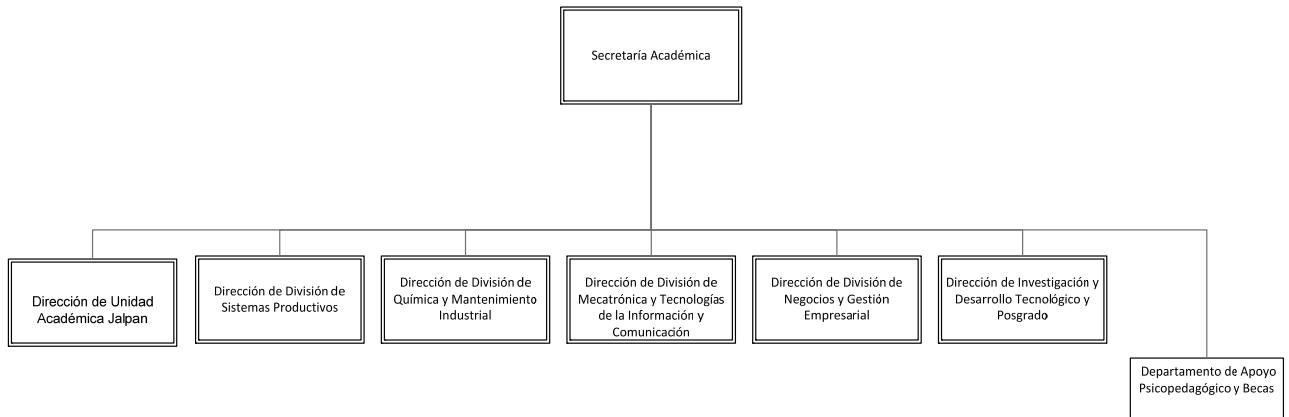 Secretaría Académica
Dirección de Unidad
Académica Jalpan
Dirección de División de
Sistemas Productivos
Dirección de División de
Química y Mantenimiento
Industrial
Dirección de División de
Mecatrónica y Tecnologías
de la Información y
Comunicación
Dirección de División de
Negocios y Gestión
Empresarial
Dirección de Investigación y
Desarrollo Tecnológico y
Posgrado
Departamento de Apoyo
Psicopedagógico y Becas